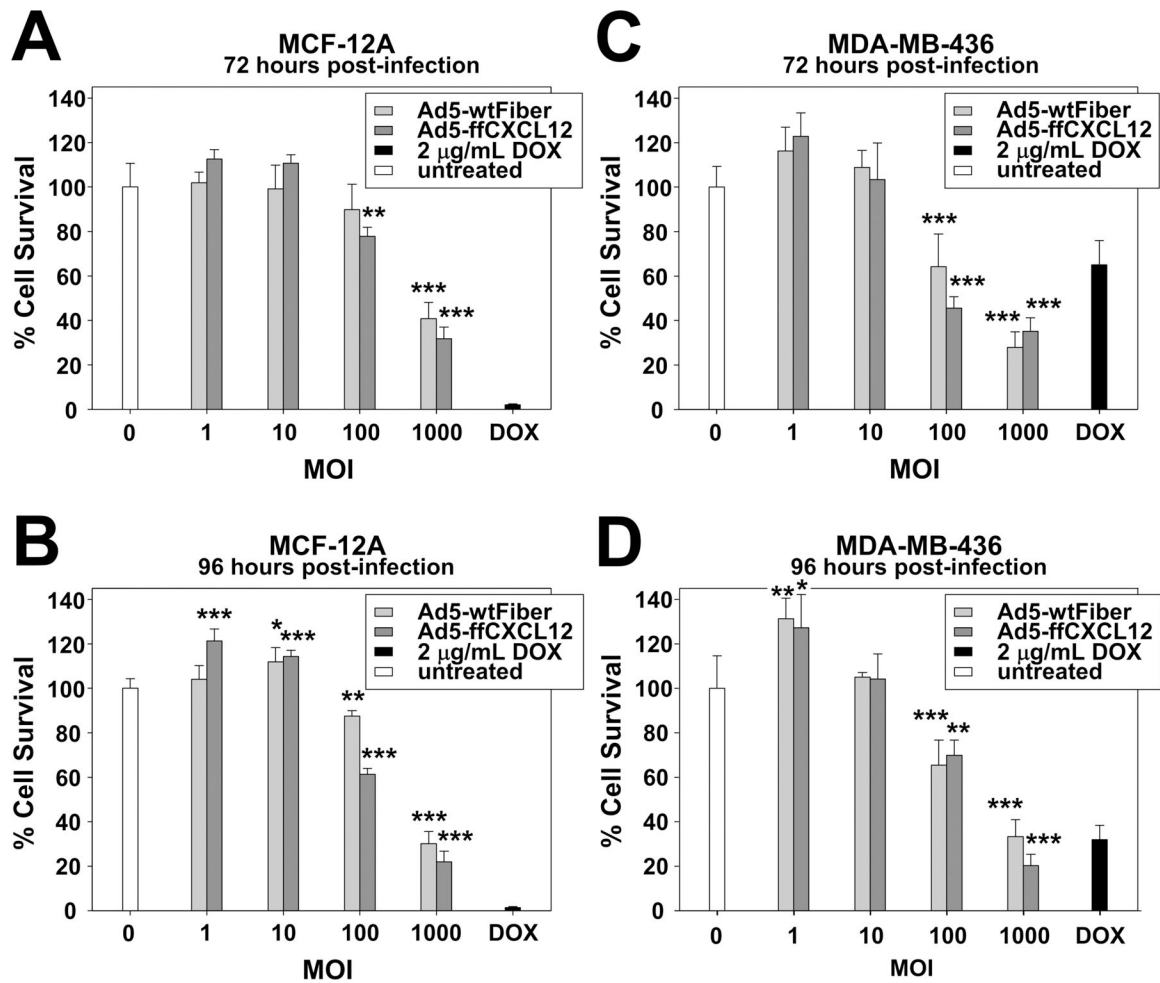 A
MCF-12A
72 hours post-infection
140
120
100
80
60
40
20
0
% Cell Survival
Ad5-wtFiber
Ad5-ffCXCL12
2 μg/mL DOX
untreated
**
***
***
0 1 10 100 1000 DOX
MOI
C
MDA-MB-436
72 hours post-infection
140
120
100
80
60
40
20
0
% Cell Survival
Ad5-wtFiber
Ad5-ffCXCL12
2 μg/mL DOX
untreated
***
***
***
***
0 1 10 100 1000 DOX
MOI
B
MCF-12A
96 hours post-infection
140
120
100
80
60
40
20
0
% Cell Survival
Ad5-wtFiber
Ad5-ffCXCL12
2 μg/mL DOX
untreated
***
*
***
**
***
***
***
0 1 10 100 1000 DOX
MOI
D
MDA-MB-436
96 hours post-infection
140
120
100
80
60
40
20
0
% Cell Survival
Ad5-wtFiber
Ad5-ffCXCL12
2 μg/mL DOX
untreated
**
*
***
**
***
***
0 1 10 100 1000 DOX
MOI